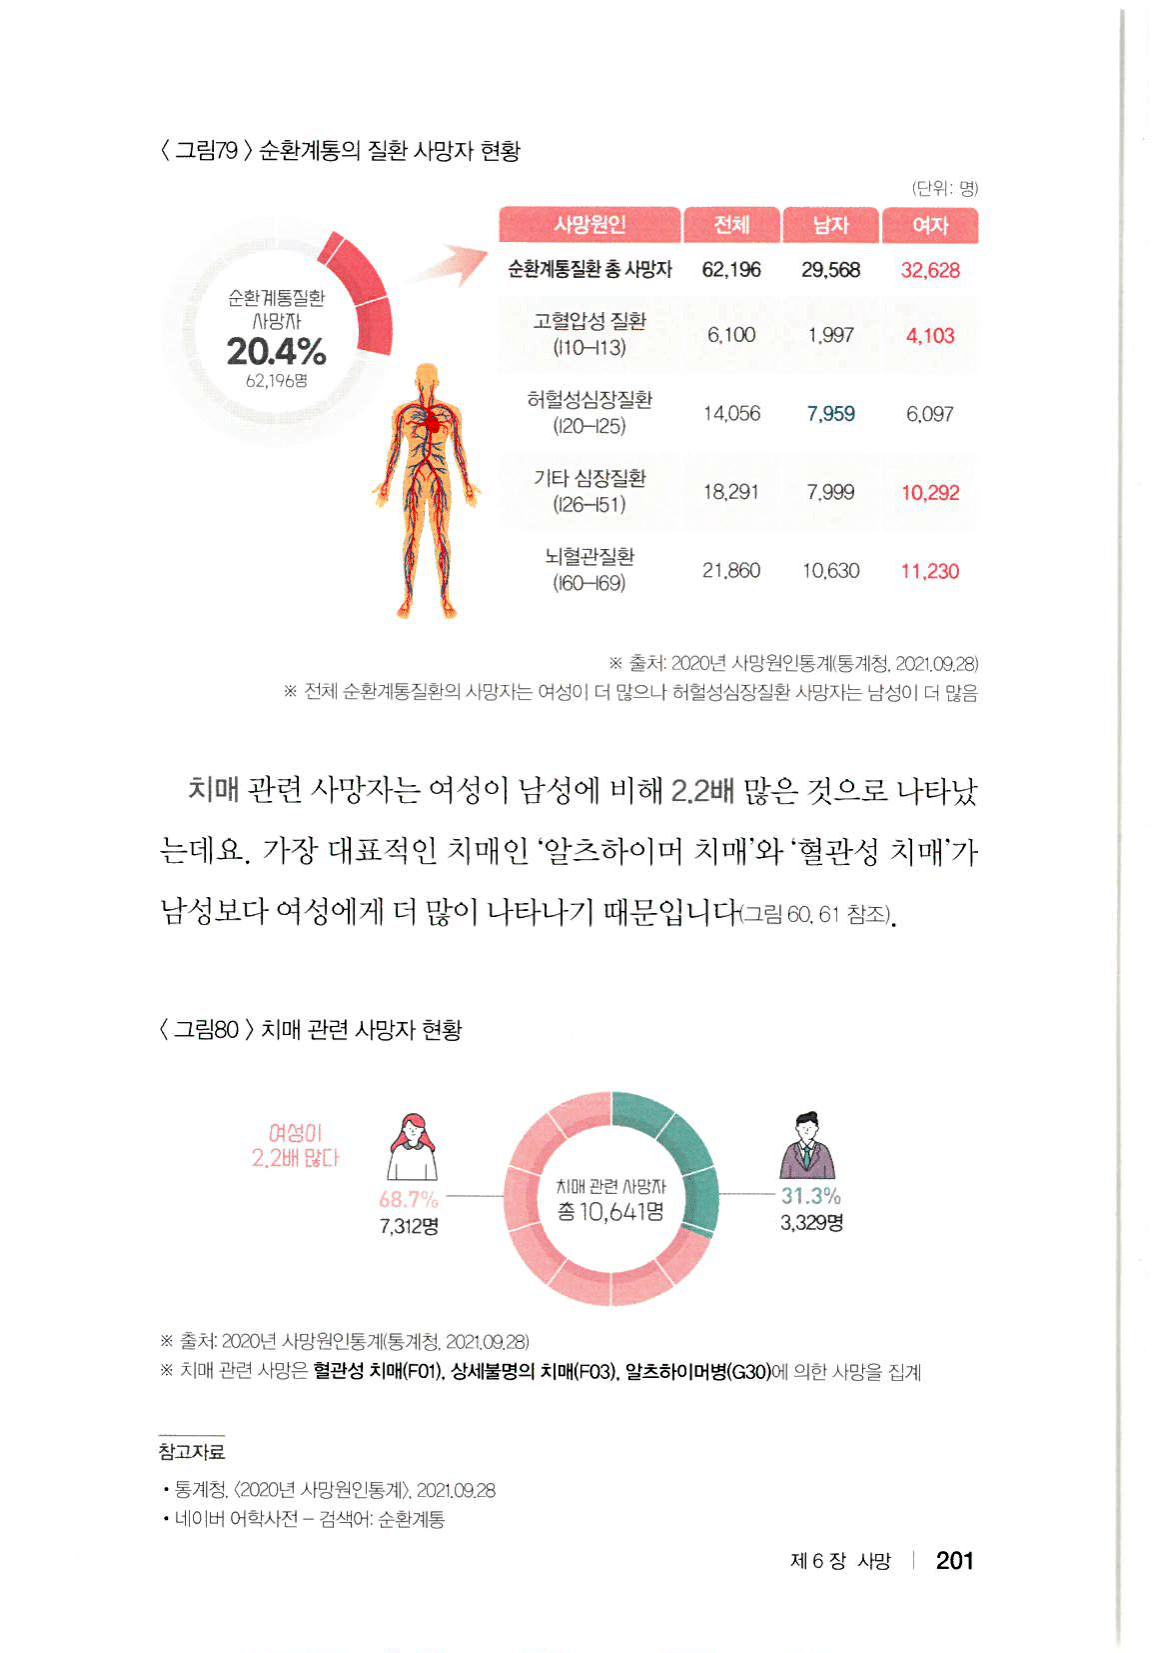 〈 그림79 〉 순환계통의 질환 사망자 현황
(단위: 명)
순환계통질환
사망자
20.4%
62,196명
사망원인 전체 남자 여자
순환계통질환 총 사망자 62,196 29,568 32,628
고혈압성 질환
(I10–I13) 6,100 1,997 4,103
허혈성심장질환
(I20–I25) 14,056 7,959 6,097
기타 심장질환
(I26–I51) 18,291 7,999 10,292
뇌혈관질환
(I60–I69) 21,860 10,630 11,230
※ 출처: 2020년 사망원인통계(통계청, 2021.09.28)
※ 전체 순환계통질환의 사망자는 여성이 더 많으나 허혈성심장질환 사망자는 남성이 더 많음
치매 관련 사망자는 여성이 남성에 비해 2.2배 많은 것으로 나타났
는데요. 가장 대표적인 치매인 ‘알츠하이머 치매’와 ‘혈관성 치매’가
남성보다 여성에게 더 많이 나타나기 때문입니다(그림 60, 61 참조).
〈 그림80 〉 치매 관련 사망자 현황
여성이
2.2배 많다
68.7%
7,312명
치매 관련 사망자
총 10,641명
31.3%
3,329명
※ 출처: 2020년 사망원인통계(통계청, 2021.09.28)
※ 치매 관련 사망은 혈관성 치매(F01), 상세불명의 치매(F03), 알츠하이머병(G30)에 의한 사망을 집계
참고자료
• 통계청, 〈2020년 사망원인통계〉, 2021.09.28
• 네이버 어학사전 – 검색어: 순환계통
제 6 장 사망 | 201